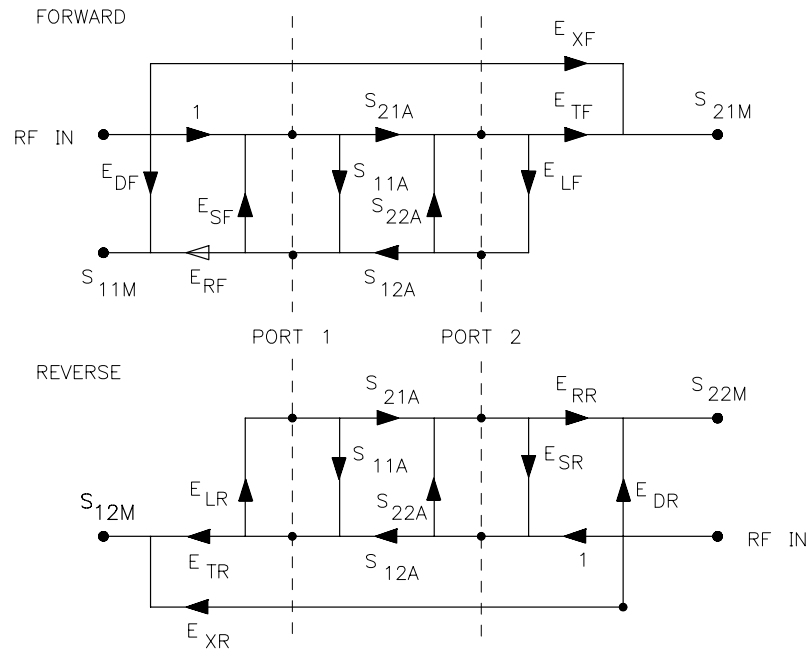 FORWARD
E XF
1
S 21A
E TF
S 21M
RF IN
E DF
S 11A
E LF
E SF
S 22A
S 11M
E RF
S 12A
PORT 1
PORT 2
REVERSE
S 21A
E RR
S 22M
S 11A
E SR
E LR
S 22A
E DR
S 12M
RF IN
E TR
S 12A
1
E XR